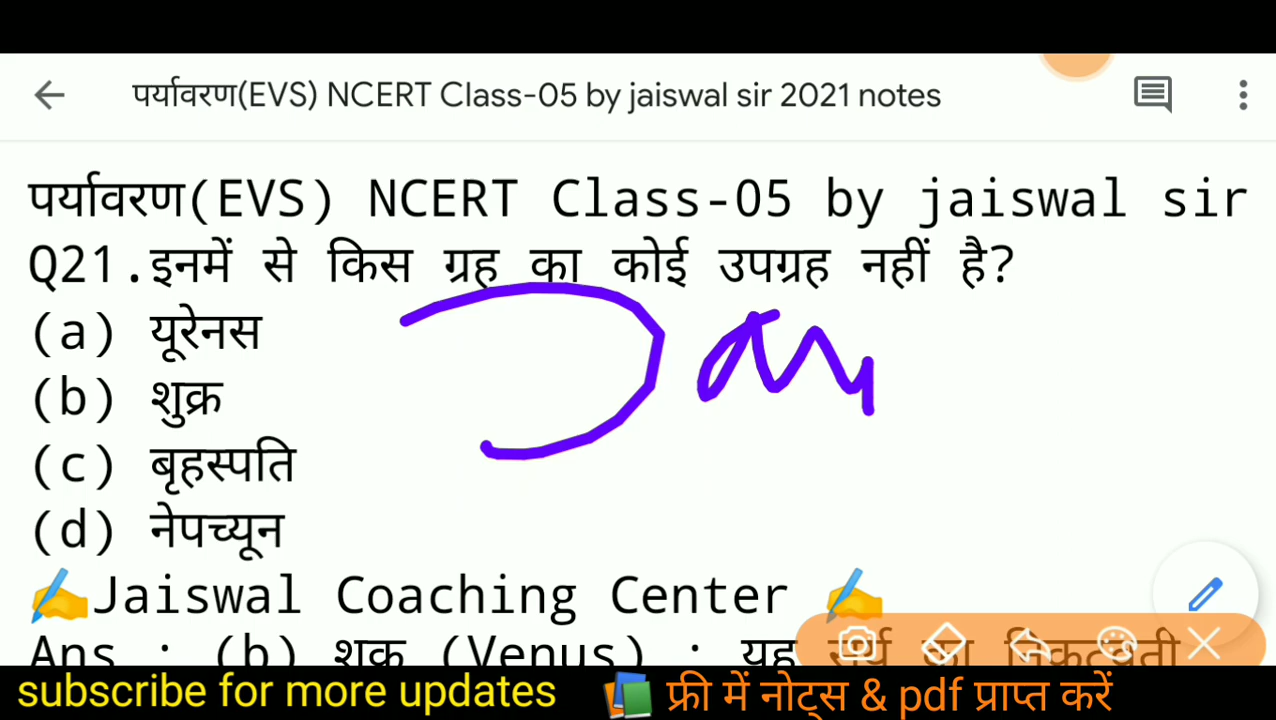 पर्यावरण(EVS) NCERT Class-05 by jaiswal sir 2021 notes
पर्यावरण(EVS) NCERT Class-05 by jaiswal sir
Q21.इनमें से किस ग्रह का कोई उपग्रह नहीं है?
(a) यूरेनस
(b) शुक्र
(c) बृहस्पति
(d) नेपच्यून
✍Jaiswal Coaching Center ✍
Ans : (b) शुक्र (Venus) : यह सूर्य का निकटवर्ती
subscribe for more updates 📚 फ्री में नोट्स & pdf प्राप्त करें